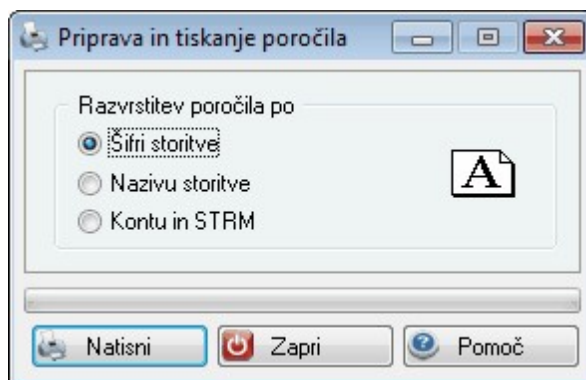 Priprava in tiskanje poročila
Razvrstitev poročila po
Šifri storitve
Nazivu storitve
Kontu in STRM
A
Natisni
Zapri
Pomoč